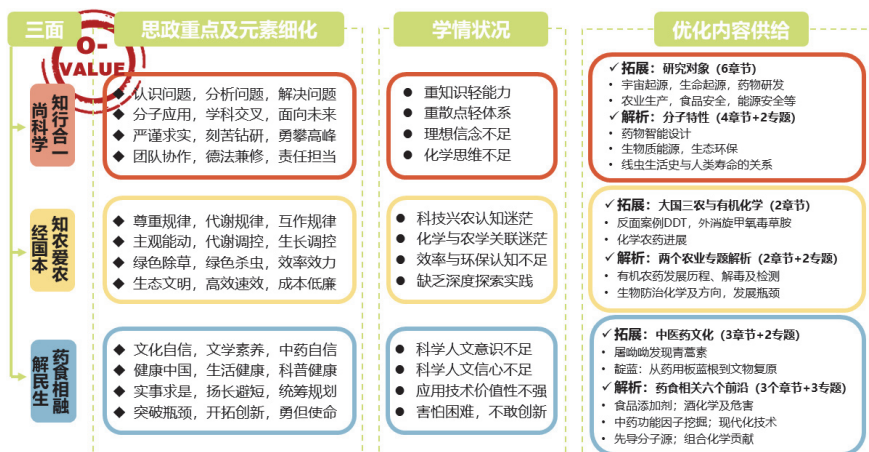 三面
思政重点及元素细化
学情状况
优化内容供给
O-
VALUE
知行合一
尚科学
◆ 认识问题，分析问题，解决问题
◆ 分子应用，学科交叉，面向未来
◆ 严谨求实，刻苦钻研，勇攀高峰
◆ 团队协作，德法兼修，责任担当
● 重知识轻能力
● 重散点轻体系
● 理想信念不足
● 化学思维不足
✓拓展：研究对象（6章节）
• 宇宙起源，生命起源，药物研发
• 农业生产，食品安全，能源安全等
✓解析：分子特性（4章节+2专题）
• 药物智能设计
• 生物质能源，生态环保
• 线虫生活史与人类寿命的关系
知农爱农
经国本
◆ 尊重规律，代谢规律，互作规律
◆ 主观能动，代谢调控，生长调控
◆ 绿色除草，绿色杀虫，效率效力
◆ 生态文明，高效速效，成本低廉
● 科技兴农认知迷茫
● 化学与农学关联迷茫
● 效率与环保认知不足
● 缺乏深度探索实践
✓拓展：大国三农与有机化学（2章节）
• 反面案例DDT，外消旋甲氧毒草胺
• 化学农药进展
✓解析：两个农业专题解析（2章节+2专题）
• 有机农药发展历程、解毒及检测
• 生物防治化学及方向，发展瓶颈
药食相融
解民生
◆ 文化自信，文学素养，中药自信
◆ 健康中国，生活健康，科普健康
◆ 实事求是，扬长避短，统筹规划
◆ 突破瓶颈，开拓创新，勇但使命
● 科学人文意识不足
● 科学人文信心不足
● 应用技术价值性不强
● 害怕困难，不敢创新
✓拓展：中医药文化（3章节+2专题）
• 屠呦呦发现青蒿素
• 靛蓝：从药用板蓝根到文物复原
✓解析：药食相关六个前沿（3个章节+3专题）
• 食品添加剂；酒化学及危害
• 中药功能因子挖掘；现代化技术
• 先导分子源；组合化学贡献